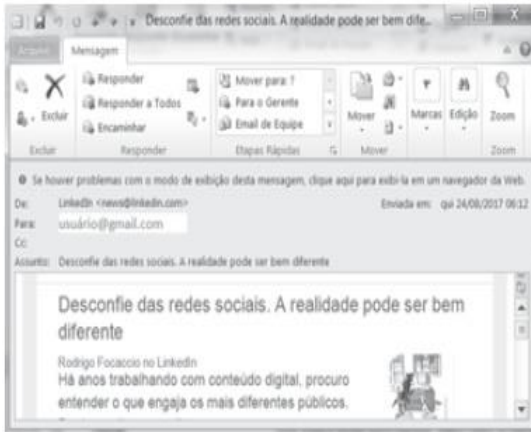 Desconfie das redes sociais. A realidade pode ser bem dife...
Arquivo Mensagem
Excluir
Responder
Responder a Todos
Encaminhar
Mover para: ?
Para o Gerente
Email de Equipe
Mover
Marcas
Edição
Zoom
Excluir Responder Etapas Rápidas Mover Zoom
Se houver problemas com o modo de exibição desta mensagem, clique aqui para exibi-la em um navegador da Web.
De: LinkedIn <news@linkedin.com> Enviada em: qui 24/08/2017 06:12
Para: usuário@gmail.com
Cc:
Assunto: Desconfie das redes sociais. A realidade pode ser bem diferente
Desconfie das redes sociais. A realidade pode ser bem
diferente
Rodrigo Focaccio no LinkedIn
Há anos trabalhando com conteúdo digital, procuro
entender o que engaja os mais diferentes públicos.